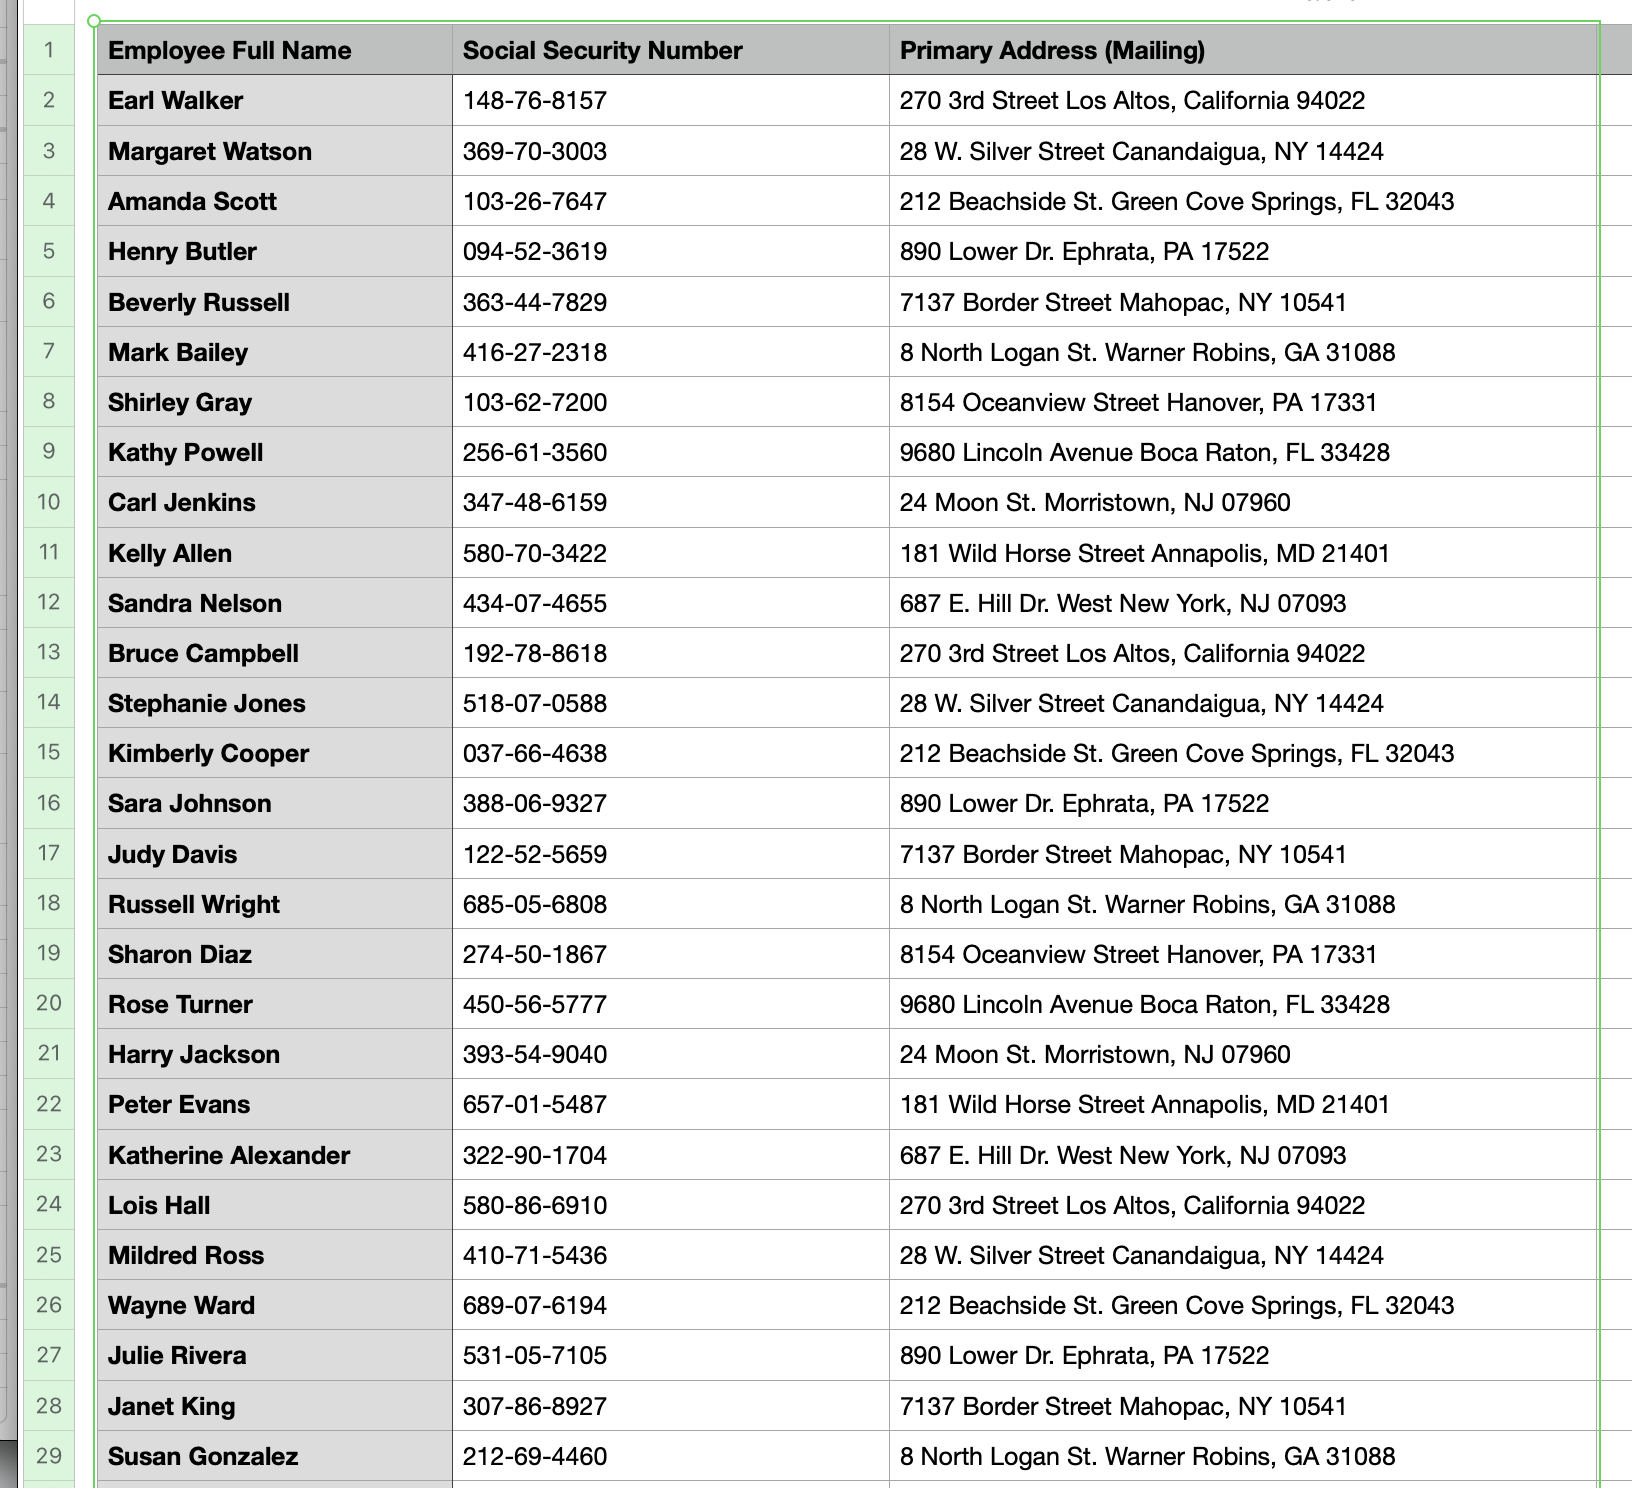 1 Employee Full Name Social Security Number Primary Address (Mailing)
2 Earl Walker 148-76-8157 270 3rd Street Los Altos, California 94022
3 Margaret Watson 369-70-3003 28 W. Silver Street Canandaigua, NY 14424
4 Amanda Scott 103-26-7647 212 Beachside St. Green Cove Springs, FL 32043
5 Henry Butler 094-52-3619 890 Lower Dr. Ephrata, PA 17522
6 Beverly Russell 363-44-7829 7137 Border Street Mahopac, NY 10541
7 Mark Bailey 416-27-2318 8 North Logan St. Warner Robins, GA 31088
8 Shirley Gray 103-62-7200 8154 Oceanview Street Hanover, PA 17331
9 Kathy Powell 256-61-3560 9680 Lincoln Avenue Boca Raton, FL 33428
10 Carl Jenkins 347-48-6159 24 Moon St. Morristown, NJ 07960
11 Kelly Allen 580-70-3422 181 Wild Horse Street Annapolis, MD 21401
12 Sandra Nelson 434-07-4655 687 E. Hill Dr. West New York, NJ 07093
13 Bruce Campbell 192-78-8618 270 3rd Street Los Altos, California 94022
14 Stephanie Jones 518-07-0588 28 W. Silver Street Canandaigua, NY 14424
15 Kimberly Cooper 037-66-4638 212 Beachside St. Green Cove Springs, FL 32043
16 Sara Johnson 388-06-9327 890 Lower Dr. Ephrata, PA 17522
17 Judy Davis 122-52-5659 7137 Border Street Mahopac, NY 10541
18 Russell Wright 685-05-6808 8 North Logan St. Warner Robins, GA 31088
19 Sharon Diaz 274-50-1867 8154 Oceanview Street Hanover, PA 17331
20 Rose Turner 450-56-5777 9680 Lincoln Avenue Boca Raton, FL 33428
21 Harry Jackson 393-54-9040 24 Moon St. Morristown, NJ 07960
22 Peter Evans 657-01-5487 181 Wild Horse Street Annapolis, MD 21401
23 Katherine Alexander 322-90-1704 687 E. Hill Dr. West New York, NJ 07093
24 Lois Hall 580-86-6910 270 3rd Street Los Altos, California 94022
25 Mildred Ross 410-71-5436 28 W. Silver Street Canandaigua, NY 14424
26 Wayne Ward 689-07-6194 212 Beachside St. Green Cove Springs, FL 32043
27 Julie Rivera 531-05-7105 890 Lower Dr. Ephrata, PA 17522
28 Janet King 307-86-8927 7137 Border Street Mahopac, NY 10541
29 Susan Gonzalez 212-69-4460 8 North Logan St. Warner Robins, GA 31088